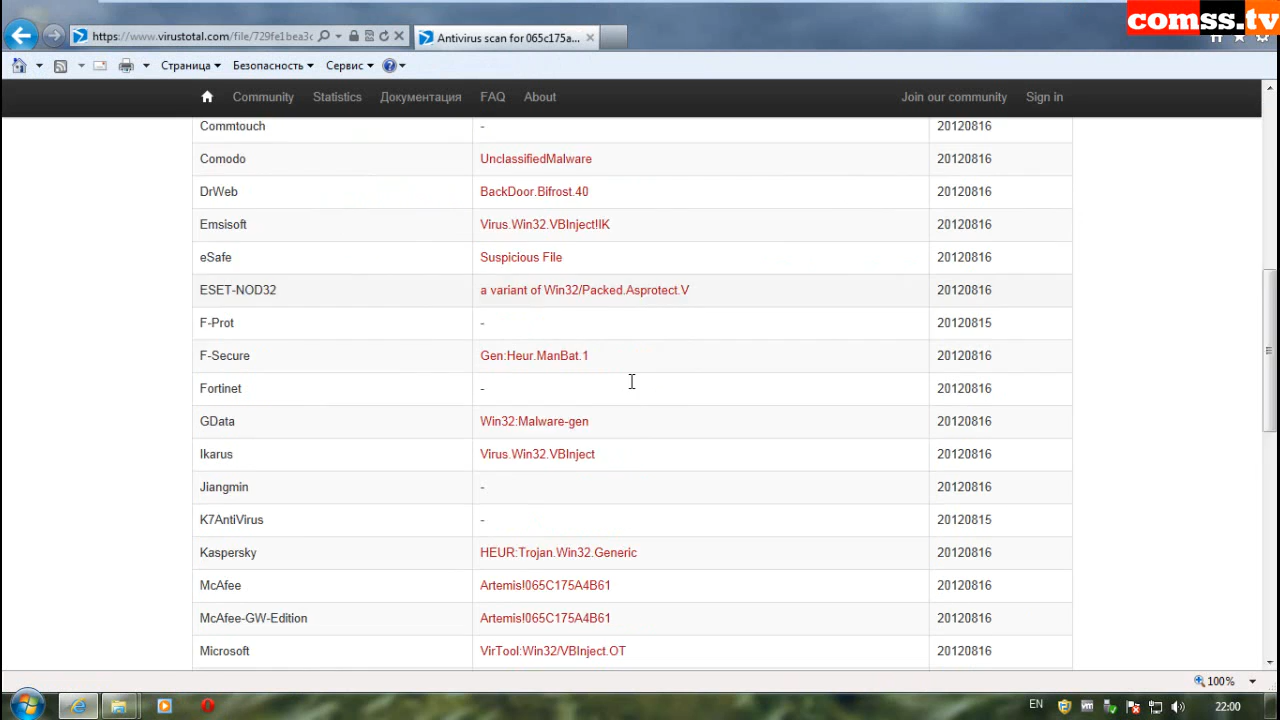 comss.tv
https://www.virustotal.com/file/729fe1bea3c
Antivirus scan for 065c175a...
Страница
Безопасность
Сервис
Community
Statistics
Документация
FAQ
About
Join our community
Sign in
Commtouch - 20120816
Comodo UnclassifiedMalware 20120816
DrWeb BackDoor.Bifrost.40 20120816
Emsisoft Virus.Win32.VBInject!IK 20120816
eSafe Suspicious File 20120816
ESET-NOD32 a variant of Win32/Packed.Asprotect.V 20120816
F-Prot - 20120815
F-Secure Gen:Heur.ManBat.1 20120816
Fortinet - 20120816
GData Win32:Malware-gen 20120816
Ikarus Virus.Win32.VBInject 20120816
Jiangmin - 20120816
K7AntiVirus - 20120815
Kaspersky HEUR:Trojan.Win32.Generic 20120816
McAfee Artemis!065C175A4B61 20120816
McAfee-GW-Edition Artemis!065C175A4B61 20120816
Microsoft VirTool:Win32/VBInject.OT 20120816
100%
EN
22:00